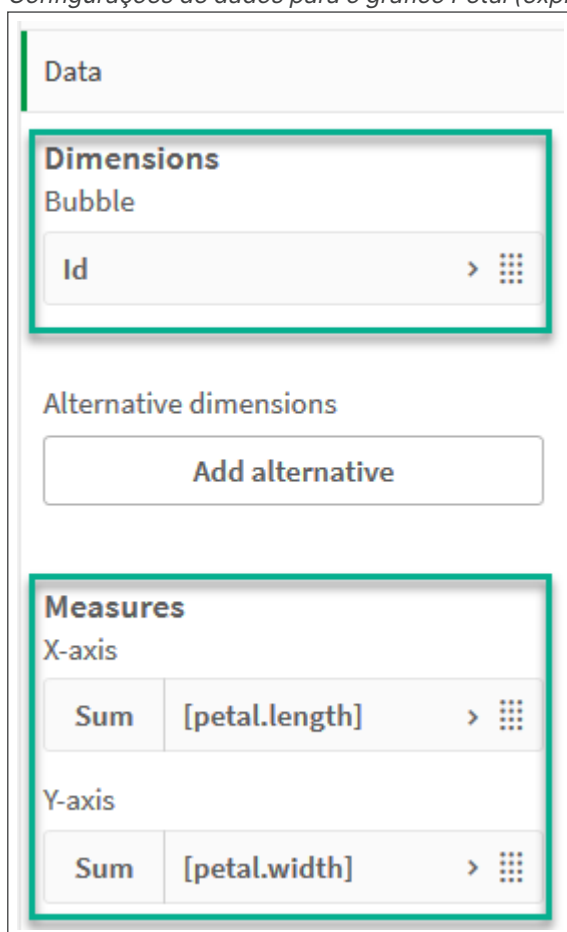 Configurações de dados para o gráfico Petal (exp
Data
Dimensions
Bubble
Id
Alternative dimensions
Add alternative
Measures
X-axis
Sum [petal.length]
Y-axis
Sum [petal.width]